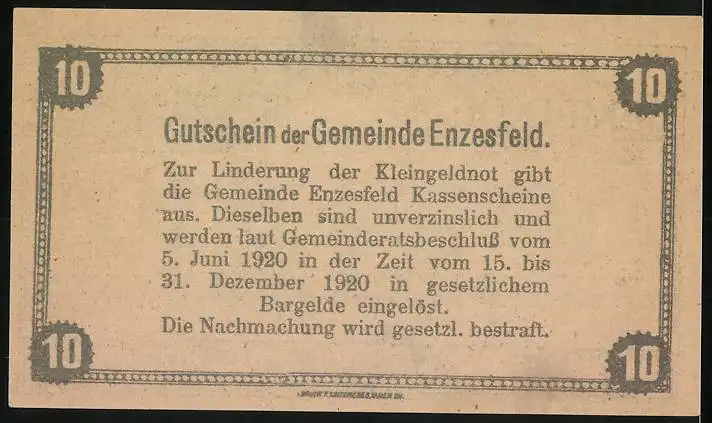 10 10
Gutschein der Gemeinde Enzesfeld.
Zur Linderung der Kleingeldnot gibt
die Gemeinde Enzesfeld Kassenscheine
aus. Dieselben sind unverzinslich und
werden laut Gemeinderatsbeschluß vom
5. Juni 1920 in der Zeit vom 15. bis
31. Dezember 1920 in gesetzlichem
Bargelde eingelöst.
Die Nachmachung wird gesetzl. bestraft.
10 10